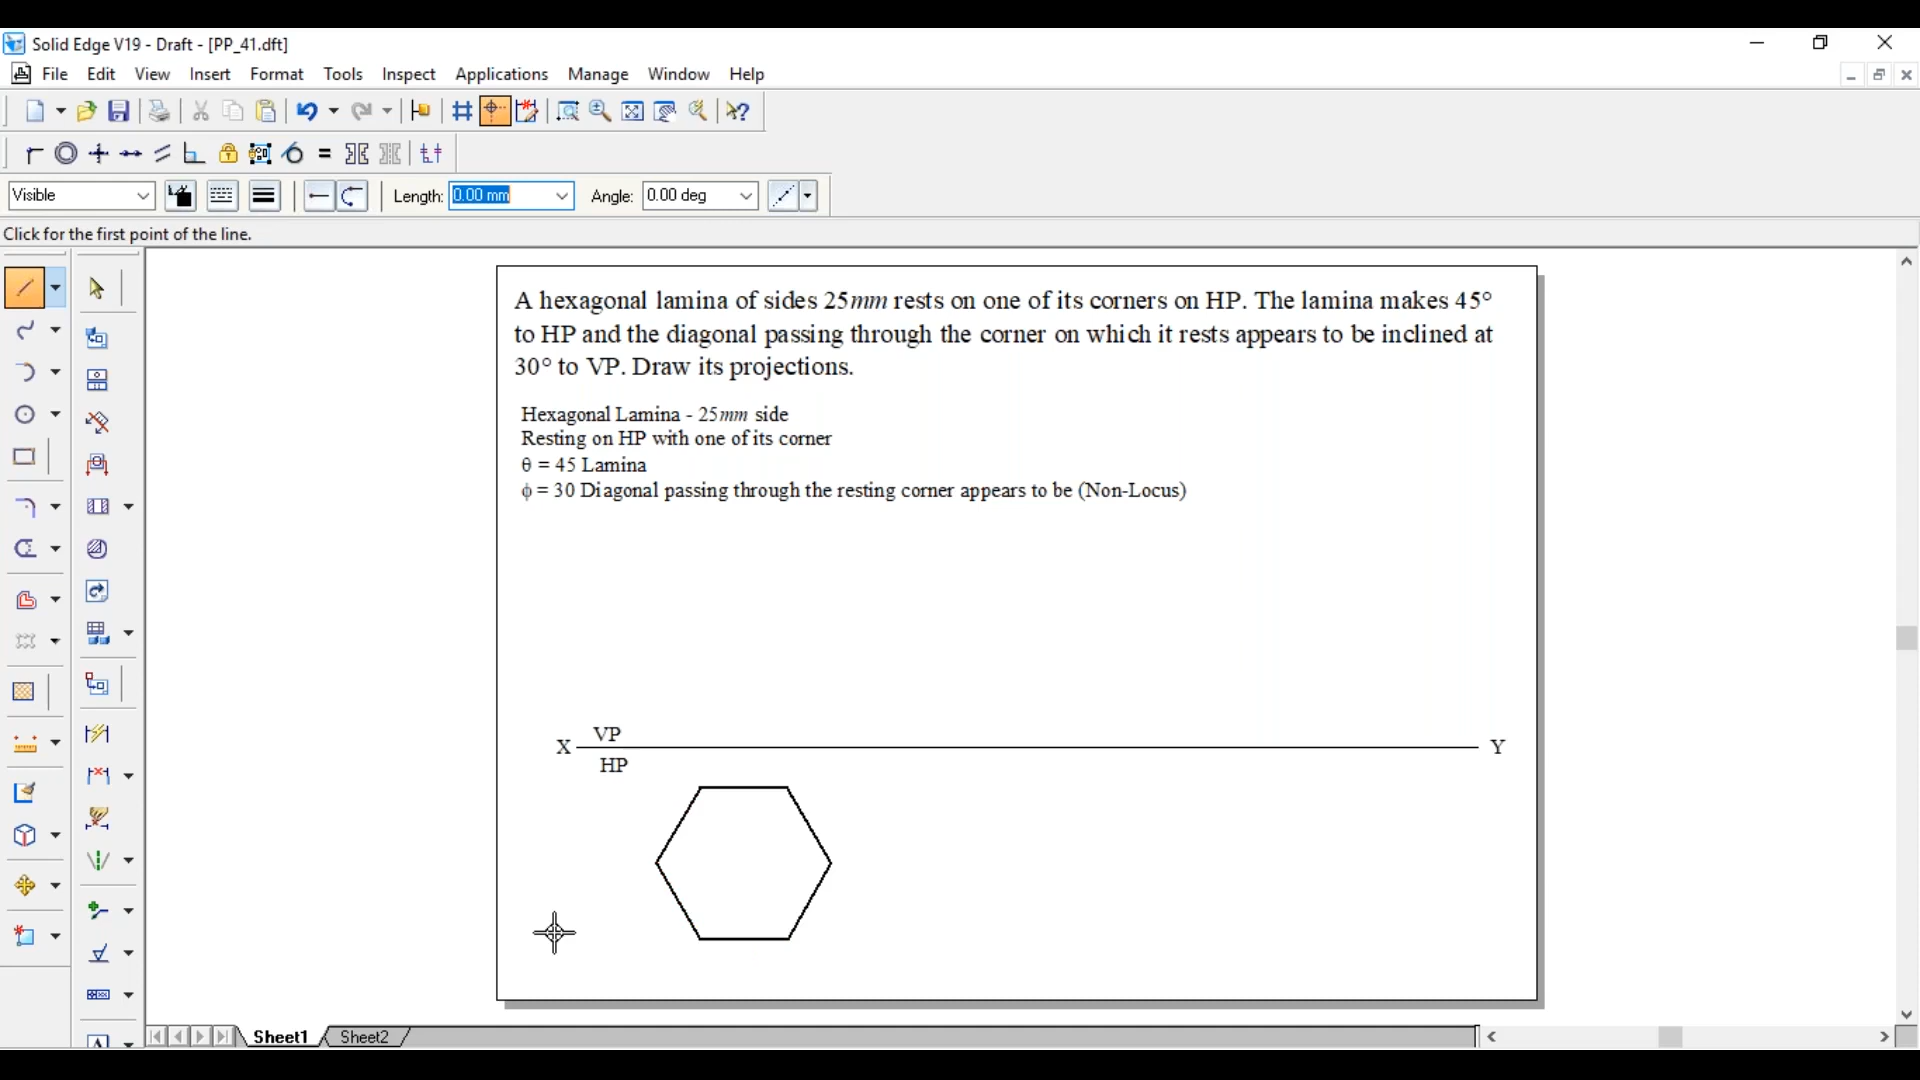 Solid Edge V19 - Draft - [PP_41.dft]
File Edit View Insert Format Tools Inspect Applications Manage Window Help
Visible Length: 0.00 mm Angle: 0.00 deg
Click for the first point of the line.
A hexagonal lamina of sides 25mm rests on one of its corners on HP. The lamina makes 45°
to HP and the diagonal passing through the corner on which it rests appears to be inclined at
30° to VP. Draw its projections.
Hexagonal Lamina - 25mm side
Resting on HP with one of its corner
θ = 45 Lamina
ϕ = 30 Diagonal passing through the resting corner appears to be (Non-Locus)
VP
X Y
HP
Sheet1 Sheet2